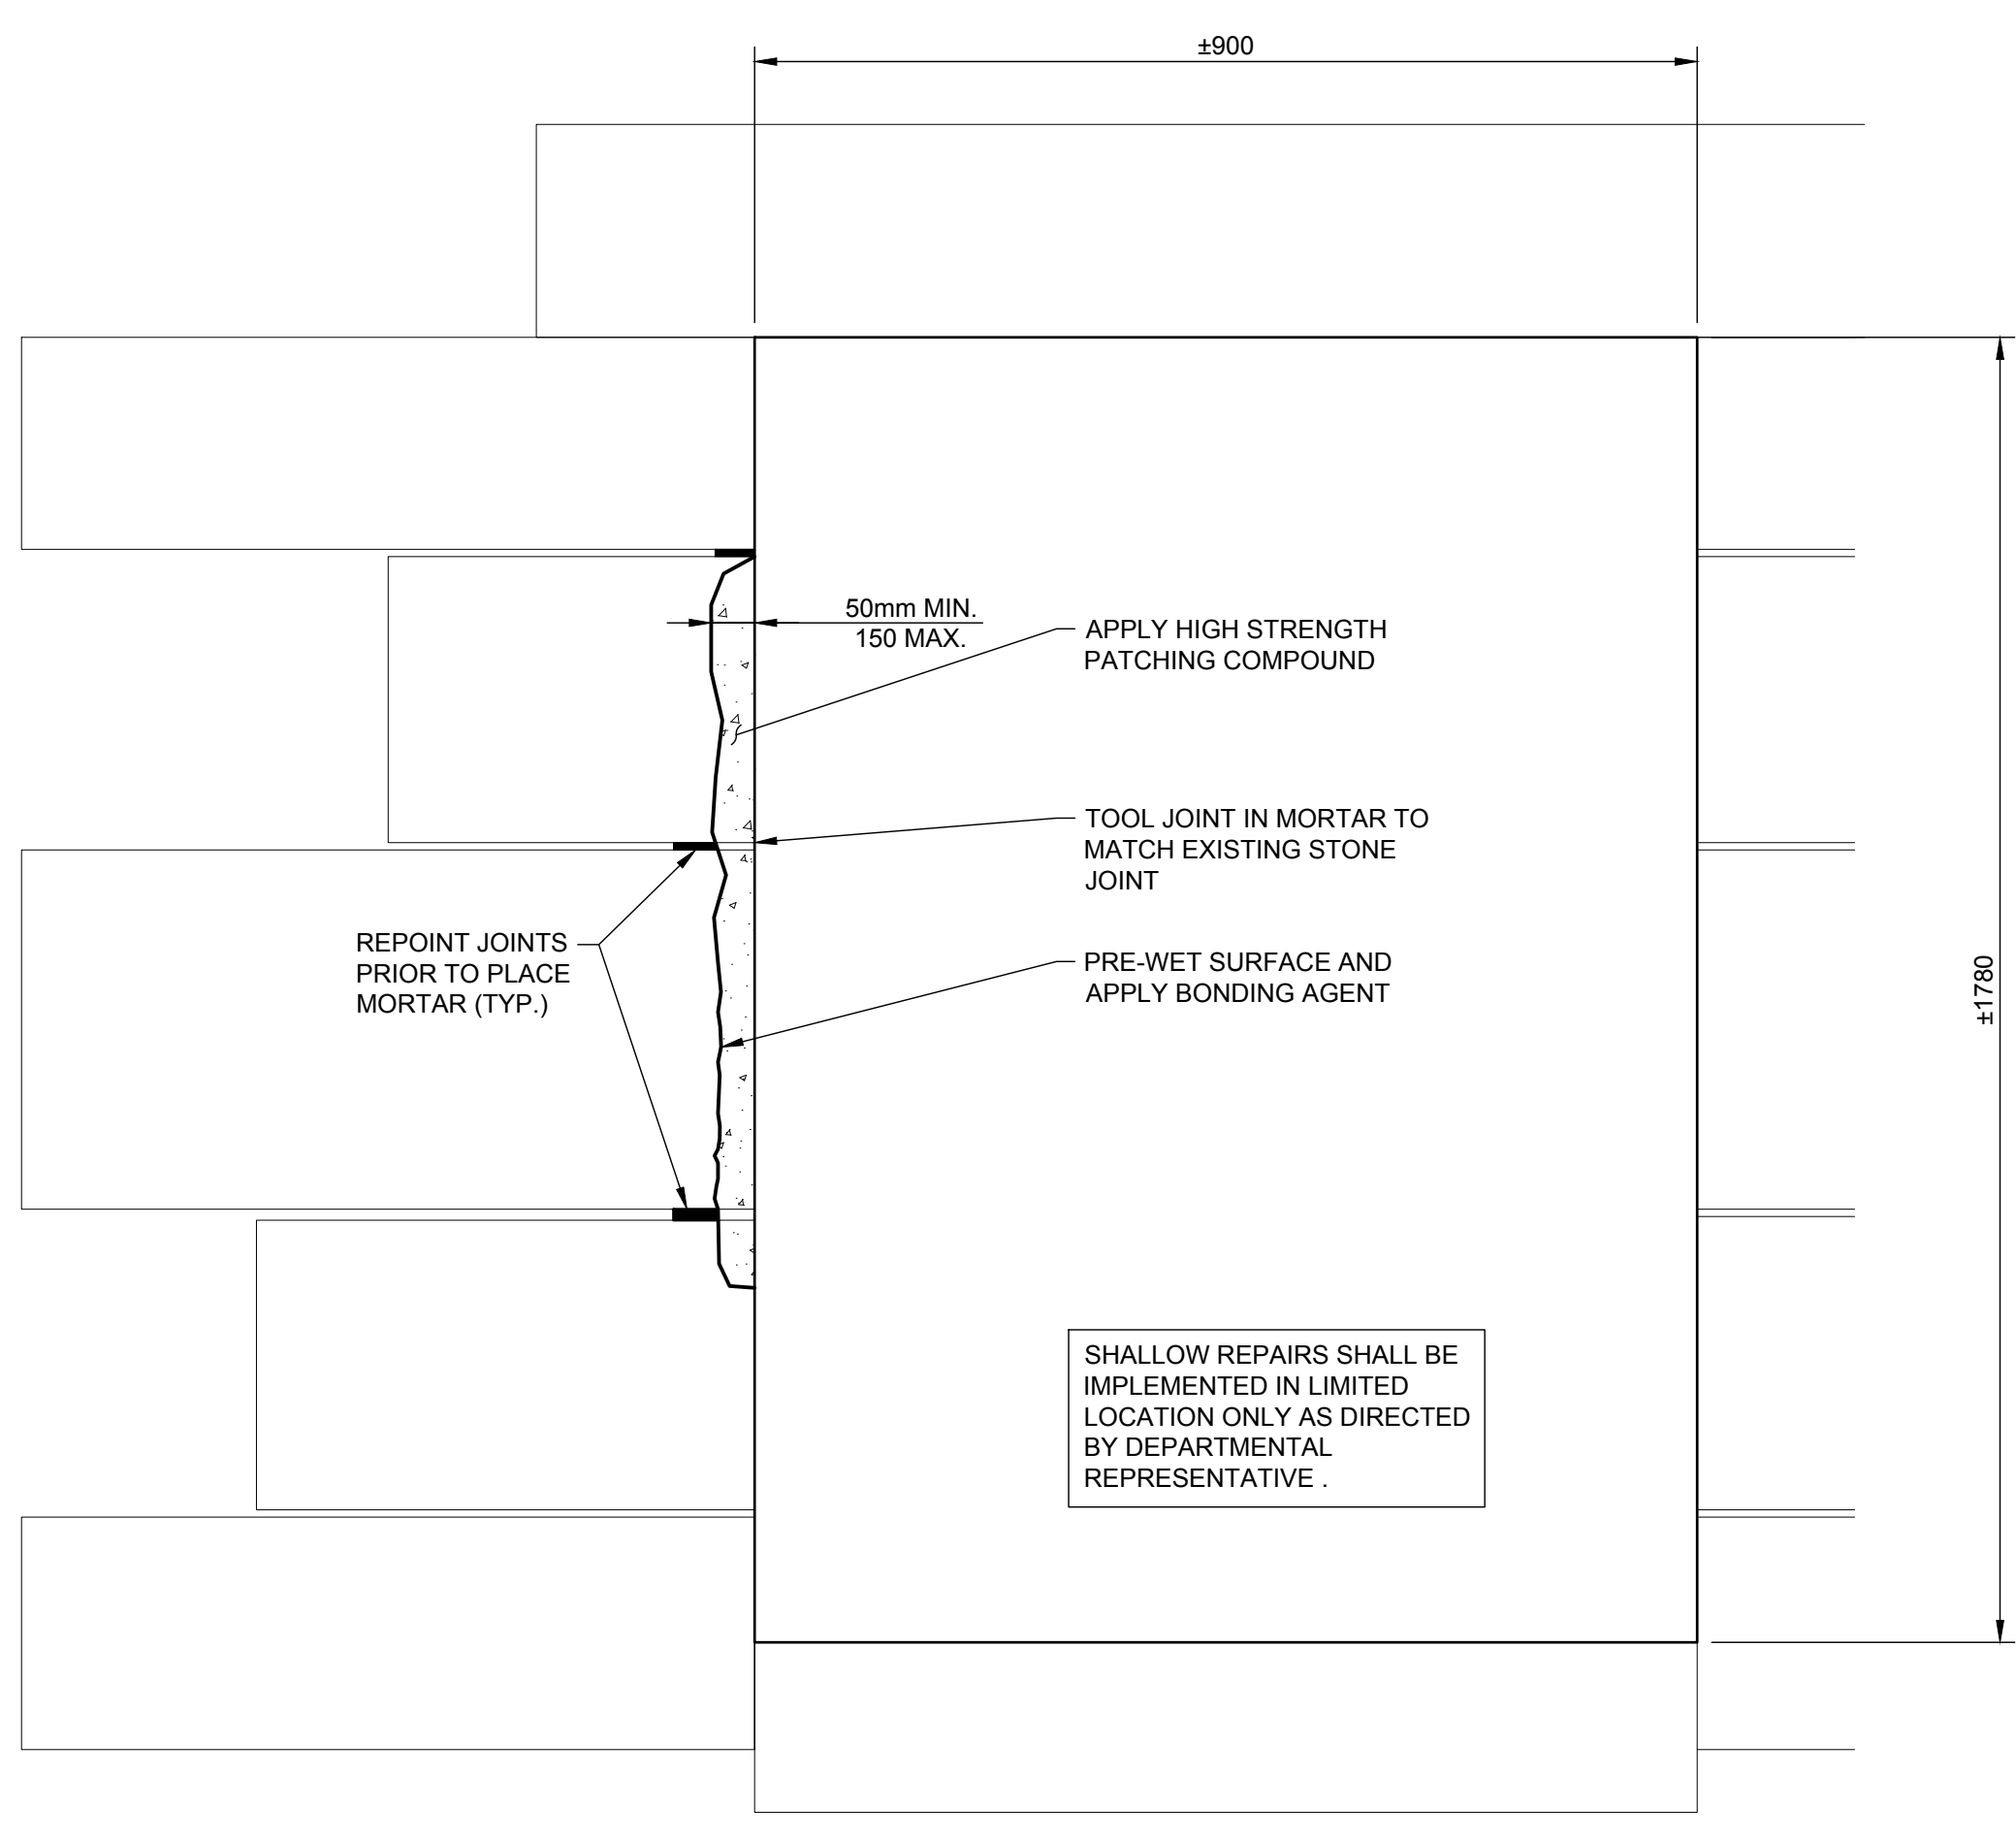 ±900
50mm MIN.
150 MAX.
APPLY HIGH STRENGTH
PATCHING COMPOUND
TOOL JOINT IN MORTAR TO
MATCH EXISTING STONE
JOINT
REPOINT JOINTS
PRIOR TO PLACE
MORTAR (TYP.)
PRE-WET SURFACE AND
APPLY BONDING AGENT
±1780
SHALLOW REPAIRS SHALL BE
IMPLEMENTED IN LIMITED
LOCATION ONLY AS DIRECTED
BY DEPARTMENTAL
REPRESENTATIVE .